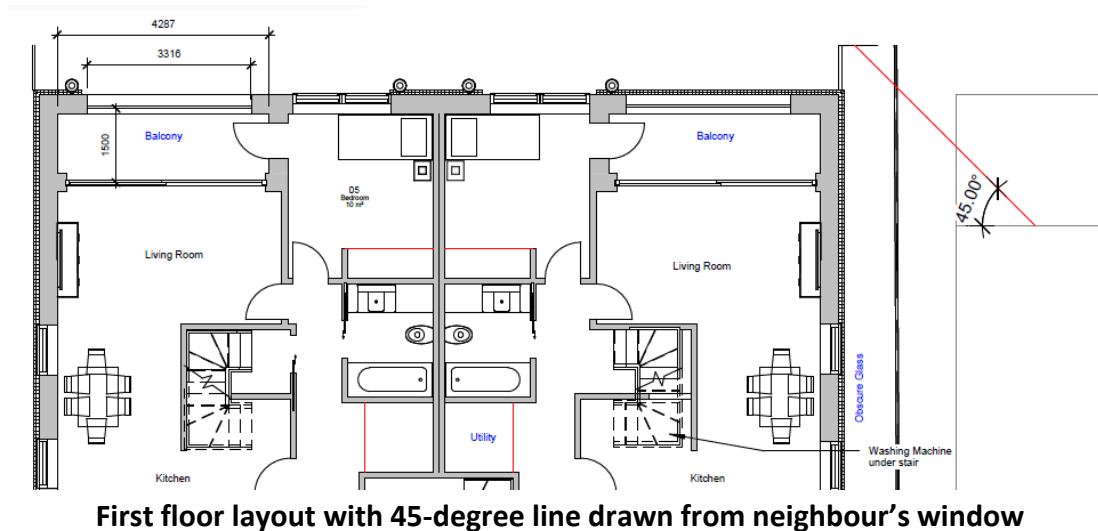 4287
3316
1500
Balcony
Balcony
45.00°
05
Bedroom
10 m²
Living Room
Living Room
Obscure Glass
Utility
Washing Machine
under stair
Kitchen
Kitchen
First floor layout with 45-degree line drawn from neighbour's window